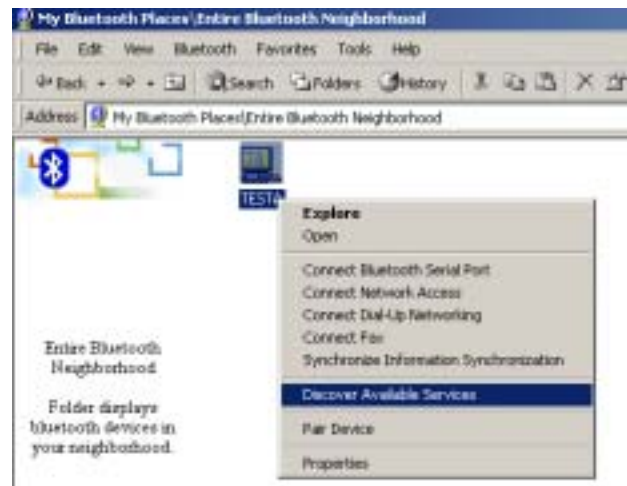 My Bluetooth Places\Entire Bluetooth Neighborhood
File Edit View Bluetooth Favorites Tools Help
Back Search Folders History
Address My Bluetooth Places\Entire Bluetooth Neighborhood
TESTA
Explore
Open
Connect Bluetooth Serial Port
Connect Network Access
Connect Dial-Up Networking
Connect Fax
Synchronize Information Synchronization
Discover Available Services
Pair Device
Properties
Entire Bluetooth
Neighborhood
Folder displays
bluetooth devices in
your neighborhood.